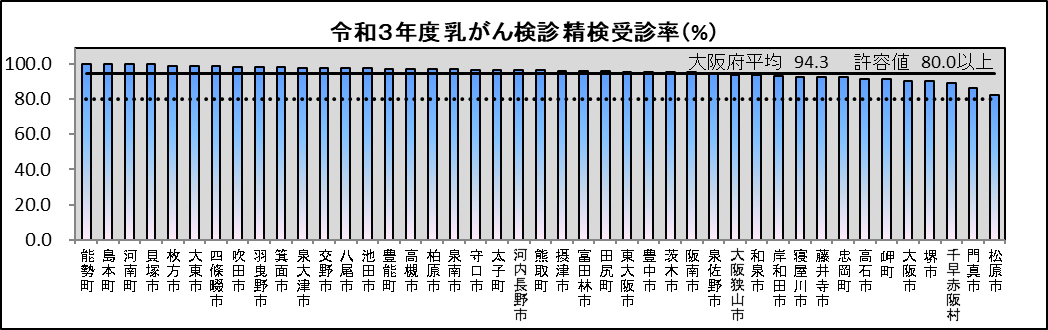 令和3年度乳がん検診精検受診率(%)
大阪府平均 94.3 許容値 80.0以上
100.0
80.0
60.0
40.0
20.0
0.0
能勢町
島本町
河南町
貝塚市
枚方市
大東市
四條畷市
吹田市
羽曳野市
箕面市
泉大津市
交野市
八尾市
池田市
豊能町
高槻市
柏原市
泉南市
守口市
太子町
河内長野市
熊取町
摂津市
富田林市
田尻町
東大阪市
豊中市
茨木市
阪南市
泉佐野市
大阪狭山市
和泉市
岸和田市
寝屋川市
藤井寺市
忠岡町
高石市
岬町
大阪市
堺市
千早赤阪村
門真市
松原市